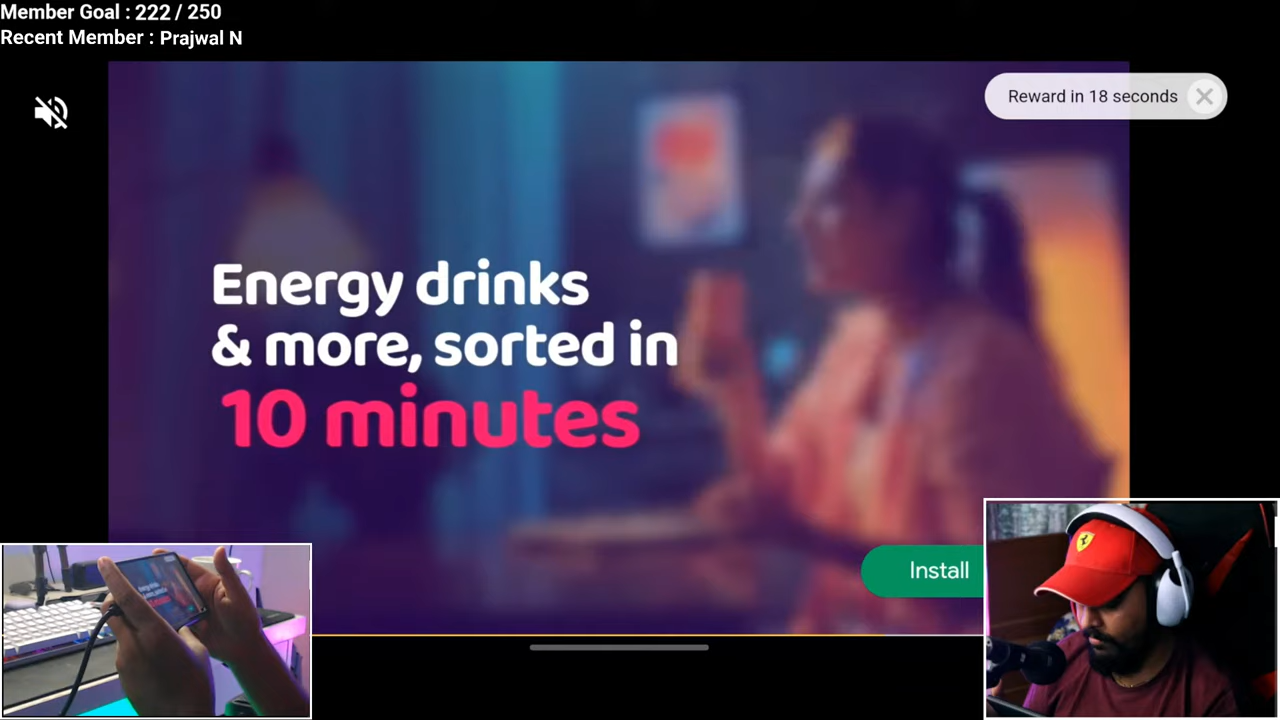 Member Goal : 222 / 250
Recent Member : Prajwal N
Reward in 18 seconds
Energy drinks
& more, sorted in
10 minutes
Install